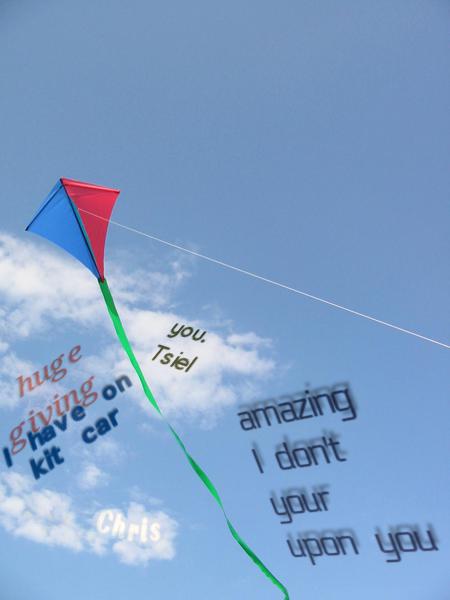 you.
Tsiel
huge
giving
I have on
kit car
amazing
I don't
your
upon you
Chris